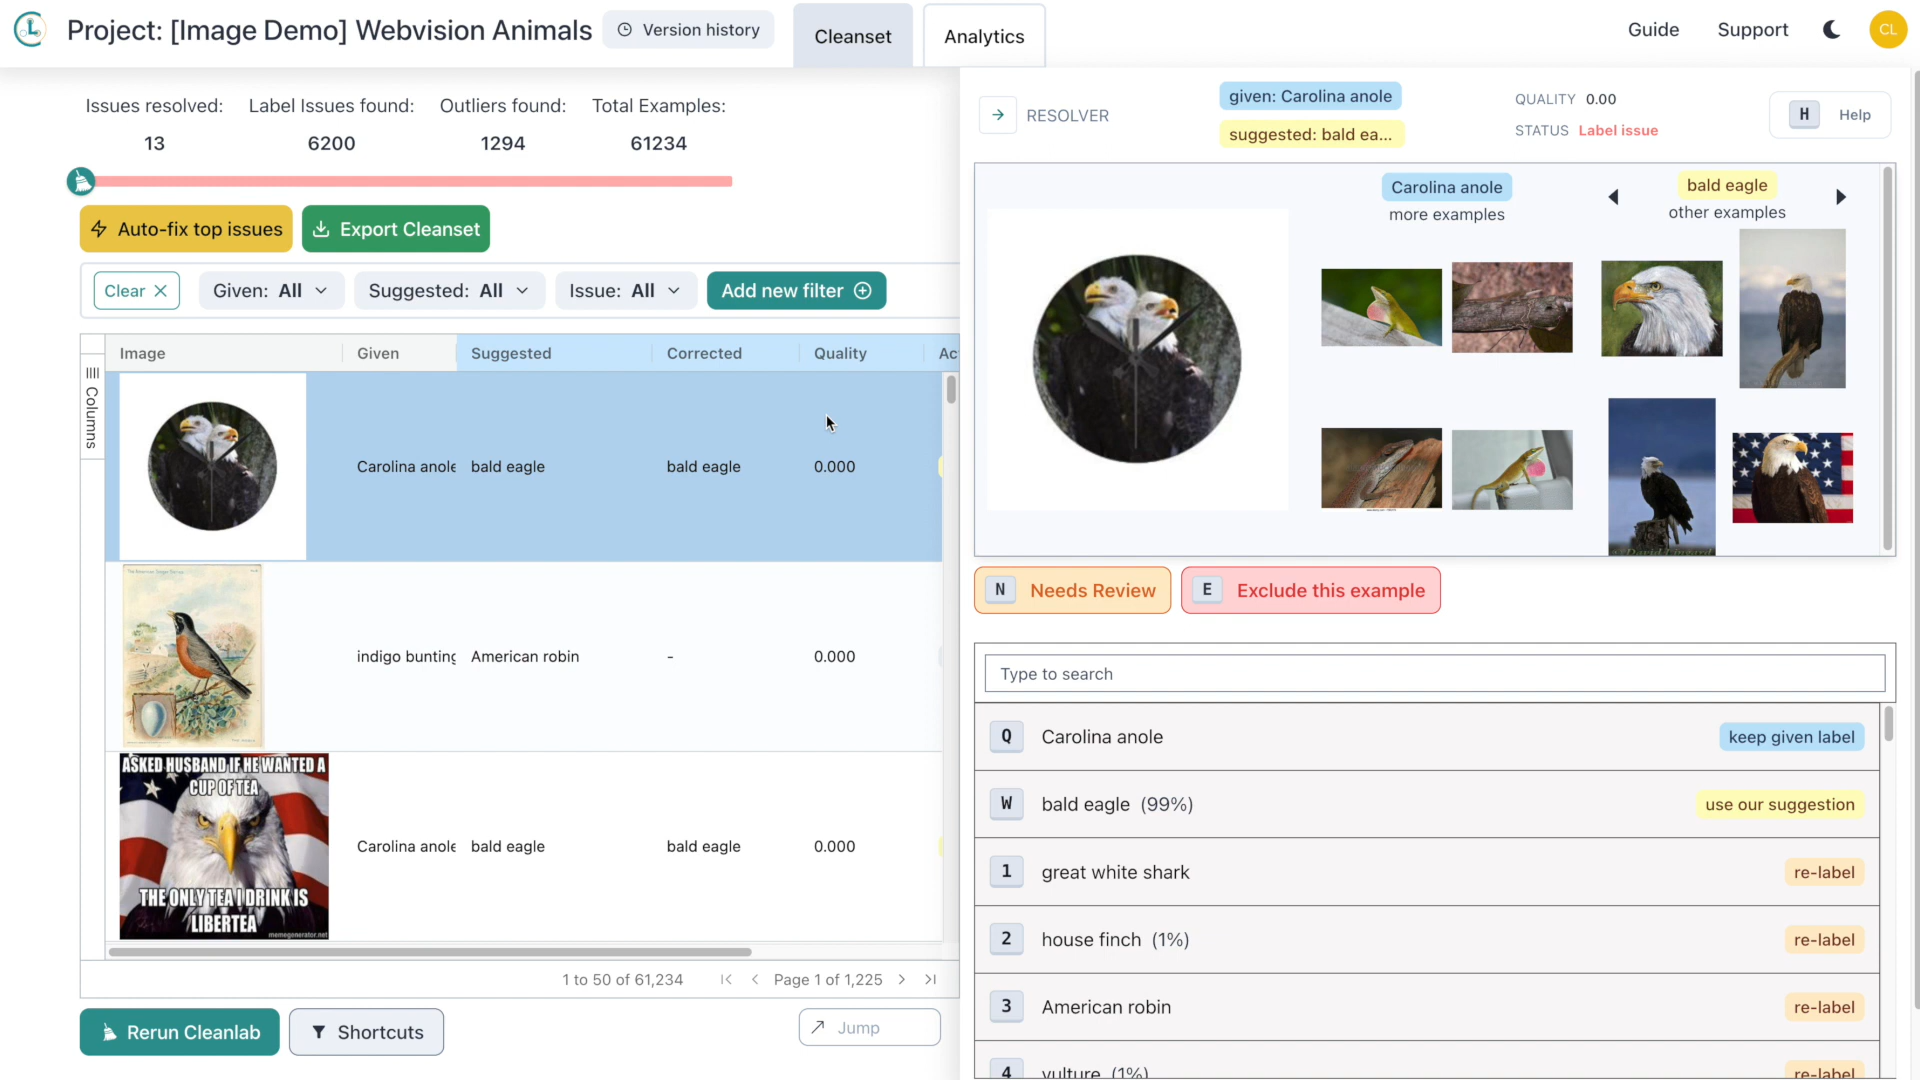 Project: [Image Demo] Webvision Animals
Version history
Cleanset
Analytics
Guide
Support
CL
Issues resolved:
Label Issues found:
Outliers found:
Total Examples:
13
6200
1294
61234
Auto-fix top issues
Export Cleanset
Clear
Given: All
Suggested: All
Issue: All
Add new filter
Columns
Image
Given
Suggested
Corrected
Quality
Ac
Carolina anole
bald eagle
bald eagle
0.000
indigo bunting
American robin
-
0.000
ASKED HUSBAND IF HE WANTED A
CUP OF TEA
THE ONLY TEA I DRINK IS
LIBERTEA
memegenerator.net
Carolina anole
bald eagle
bald eagle
0.000
1 to 50 of 61,234
Page 1 of 1,225
Rerun Cleanlab
Shortcuts
Jump
RESOLVER
given: Carolina anole
suggested: bald ea...
QUALITY 0.00
STATUS Label issue
H Help
Carolina anole
more examples
bald eagle
other examples
N Needs Review
E Exclude this example
Type to search
Q Carolina anole keep given label
W bald eagle (99%) use our suggestion
1 great white shark re-label
2 house finch (1%) re-label
3 American robin re-label
4 vulture (1%) re-label